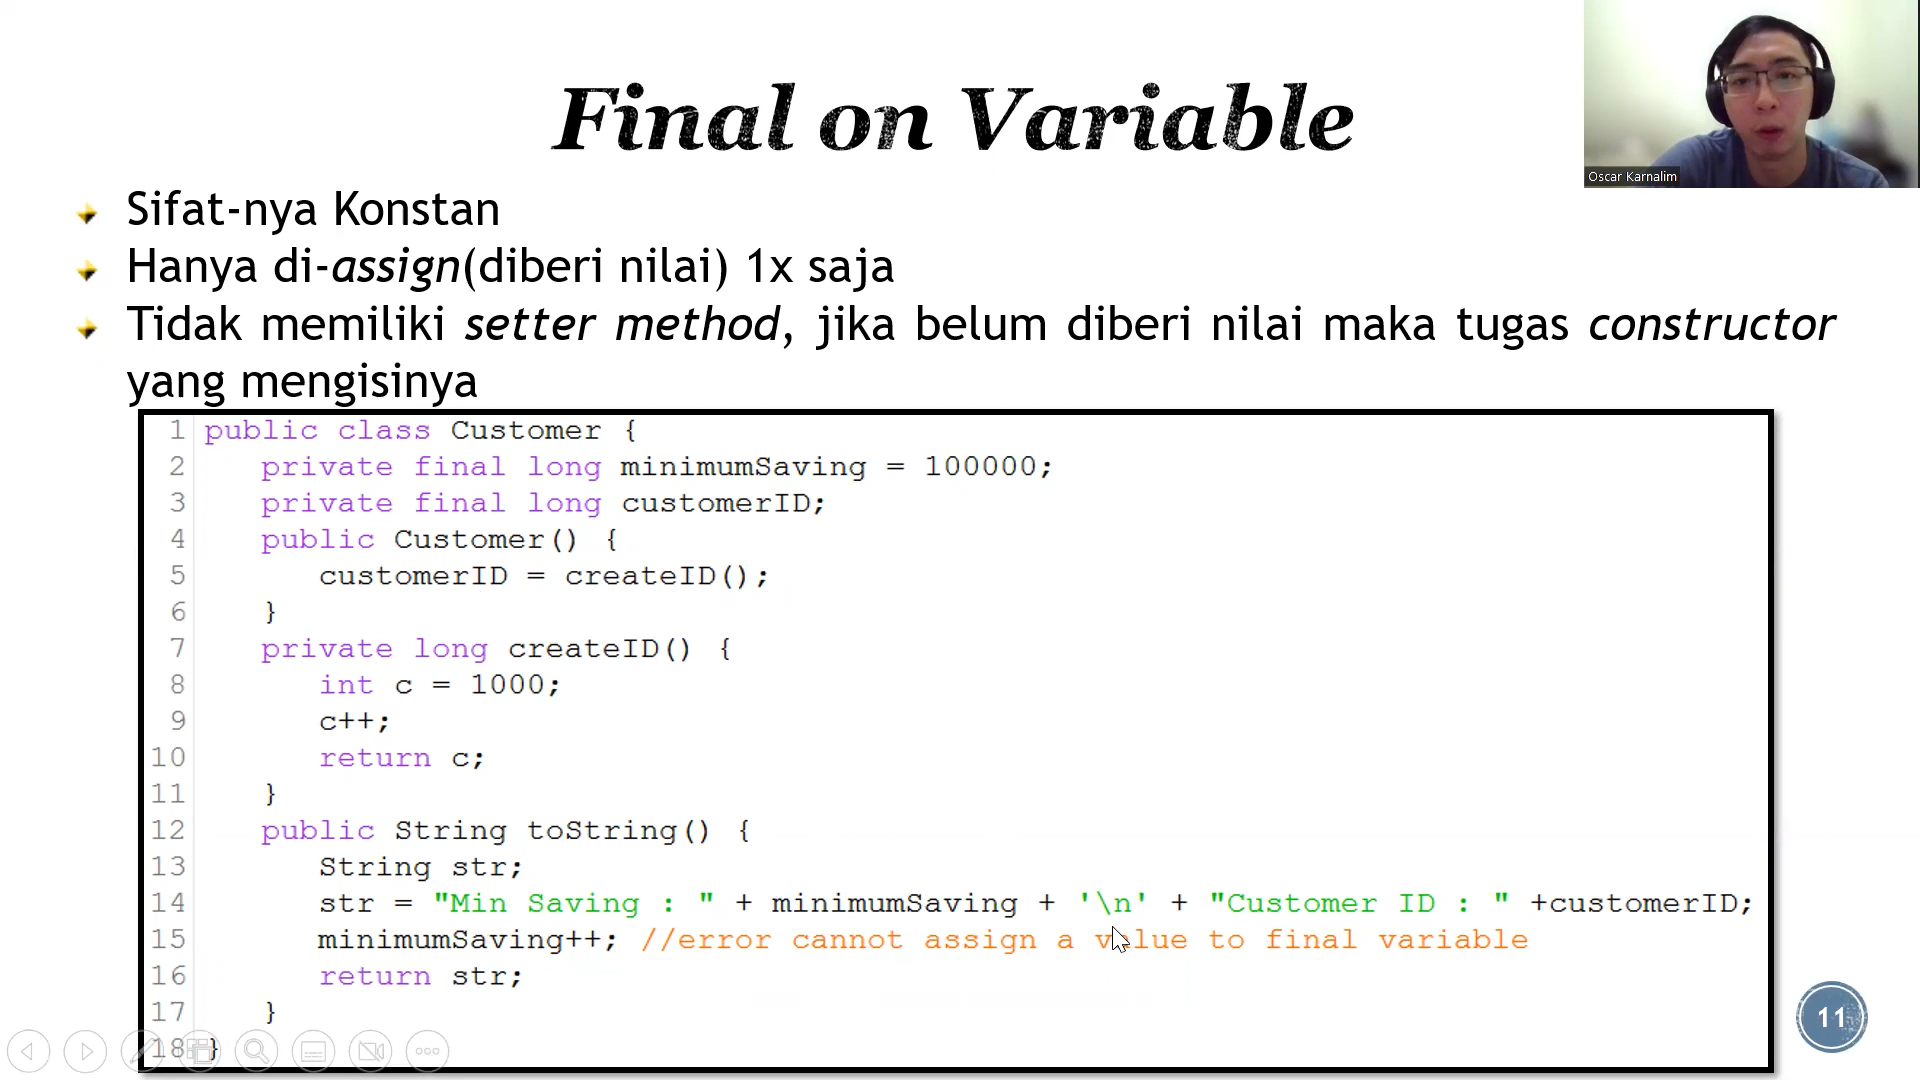 Final on Variable
Oscar Karnalim
Sifat-nya Konstan
Hanya di-assign(diberi nilai) 1x saja
Tidak memiliki setter method, jika belum diberi nilai maka tugas constructor
yang mengisinya
1 public class Customer {
2 private final long minimumSaving = 100000;
3 private final long customerID;
4 public Customer() {
5 customerID = createID();
6 }
7 private long createID() {
8 int c = 1000;
9 c++;
10 return c;
11 }
12 public String toString() {
13 String str;
14 str = "Min Saving : " + minimumSaving + '\n' + "Customer ID : " +customerID;
15 minimumSaving++; //error cannot assign a value to final variable
16 return str;
17 }
18 }
11